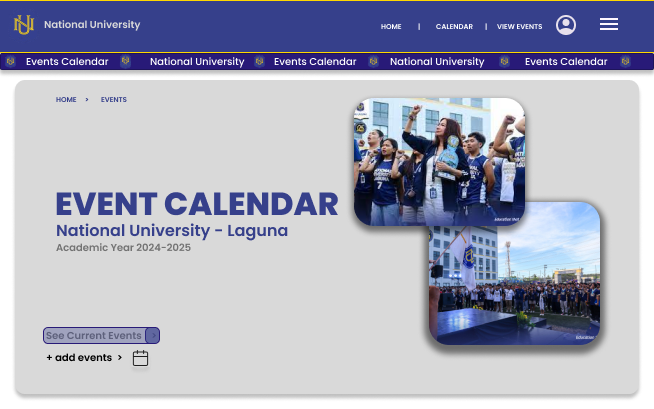 National University
HOME | CALENDAR | VIEW EVENTS
Events Calendar National University Events Calendar National University Events Calendar
HOME > EVENTS
EVENT CALENDAR
National University - Laguna
Academic Year 2024-2025
See Current Events >
+ add events >